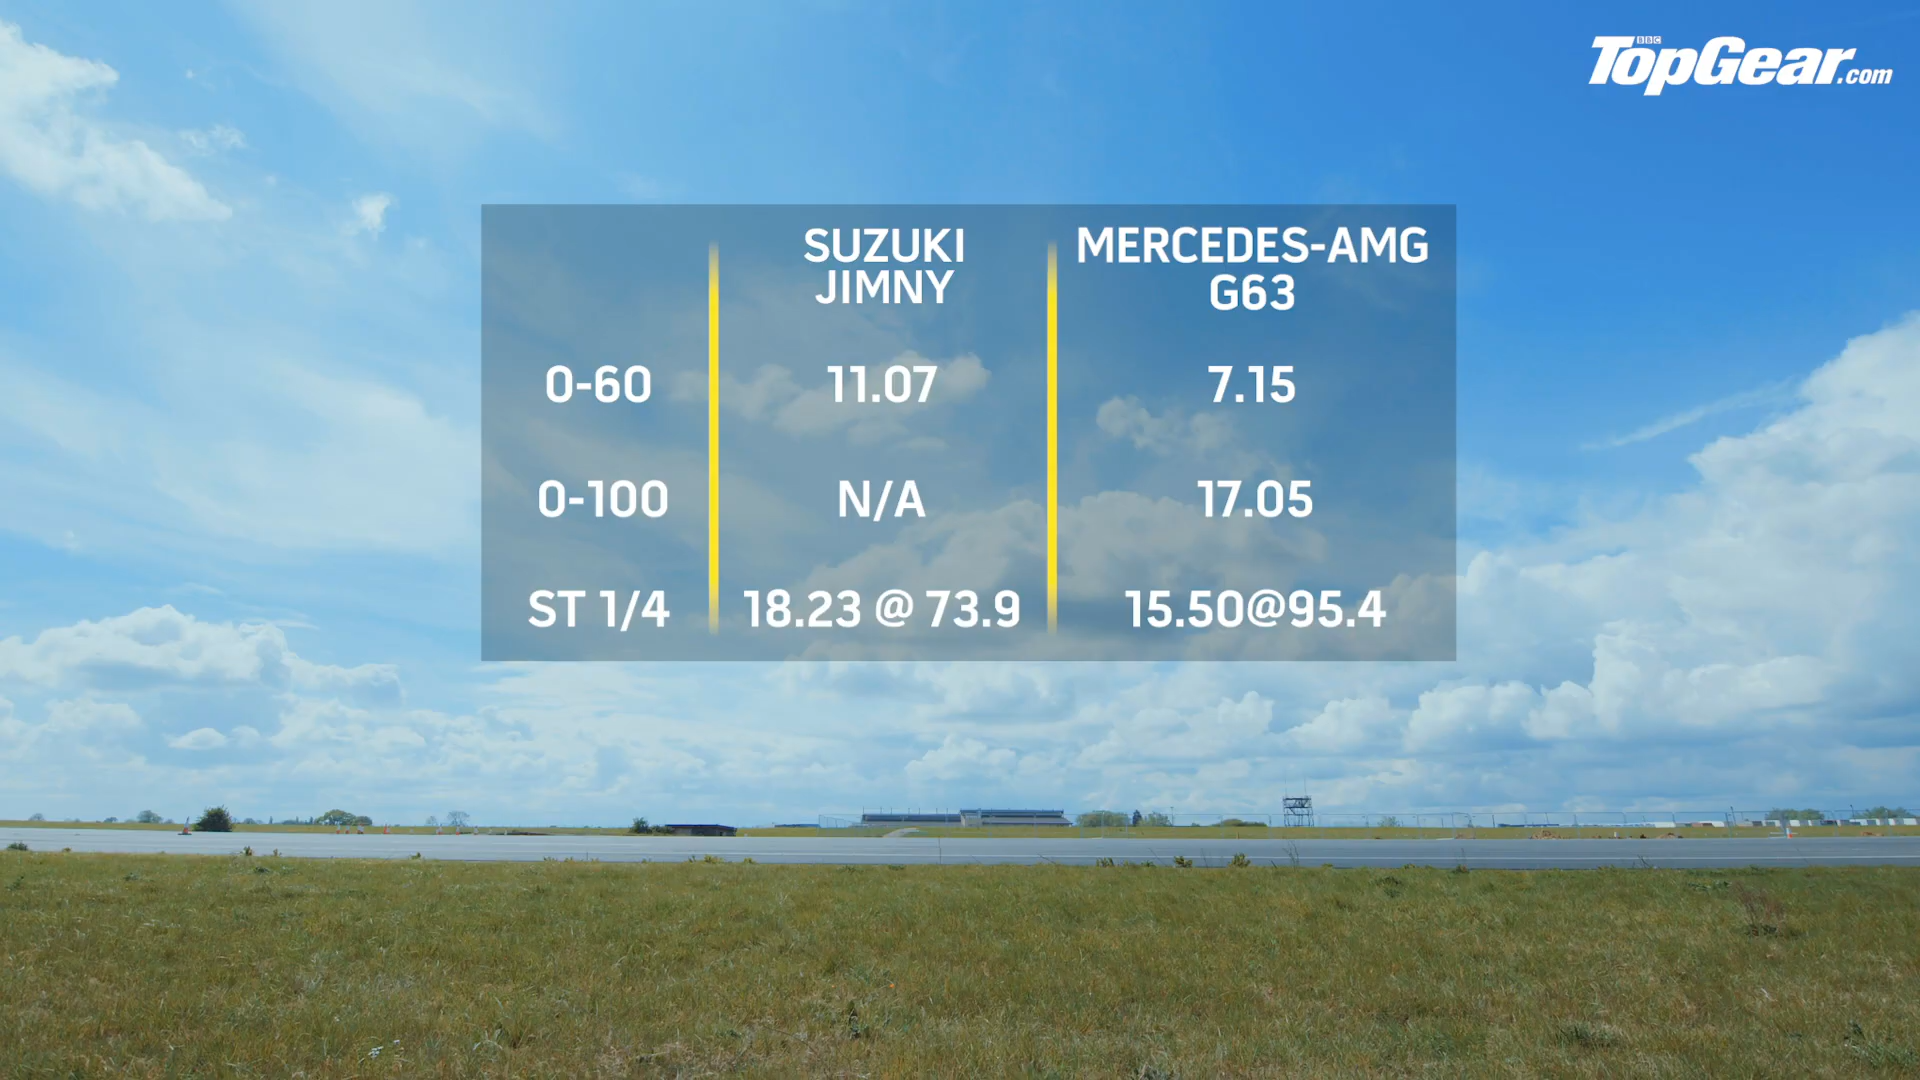 BBC
TopGear.com
SUZUKI
JIMNY
MERCEDES-AMG
G63
0-60
11.07
7.15
0-100
N/A
17.05
ST 1/4
18.23 @ 73.9
15.50@95.4